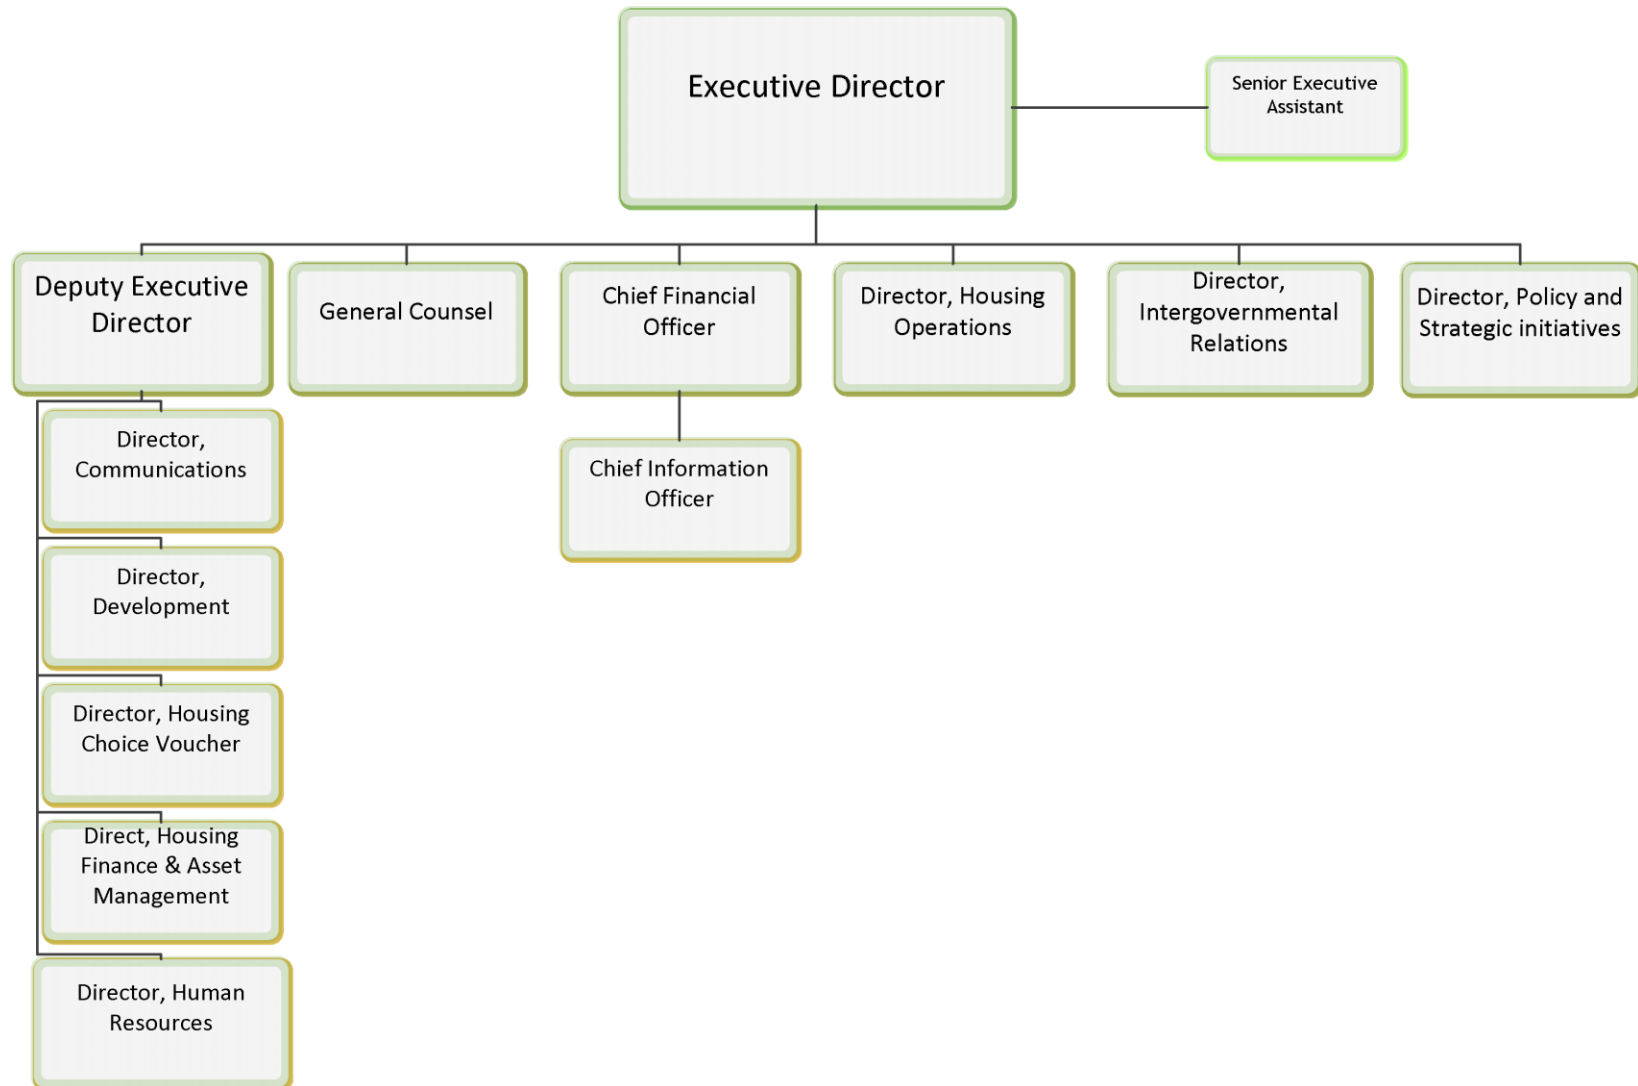 Executive Director
Senior Executive
Assistant
Deputy Executive
Director
General Counsel
Chief Financial
Officer
Director, Housing
Operations
Director,
Intergovernmental
Relations
Director, Policy and
Strategic initiatives
Director,
Communications
Chief Information
Officer
Director,
Development
Director, Housing
Choice Voucher
Direct, Housing
Finance & Asset
Management
Director, Human
Resources